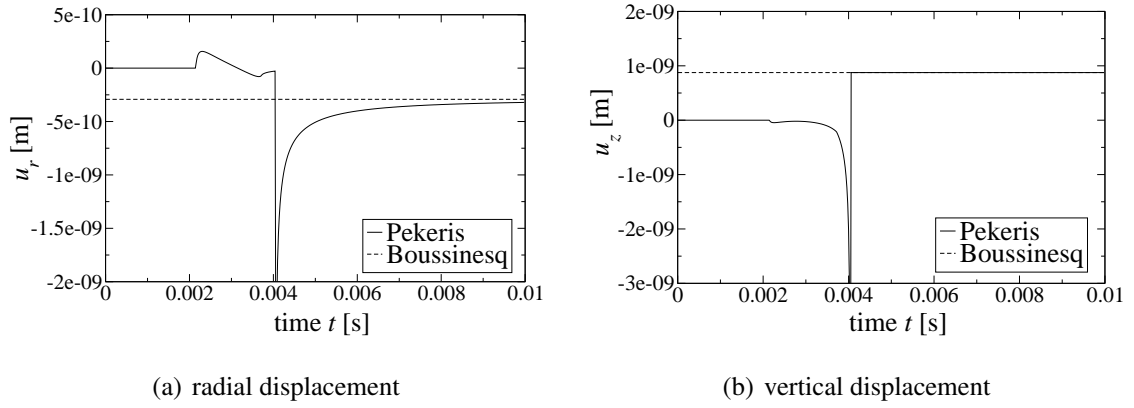 5e-10
0
-5e-10
-1e-09
-1.5e-09
-2e-09
u_r [m]
0 0.002 0.004 0.006 0.008 0.01
time t [s]
Pekeris
Boussinesq
(a) radial displacement
2e-09
1e-09
0
-1e-09
-2e-09
-3e-09
u_z [m]
0 0.002 0.004 0.006 0.008 0.01
time t [s]
Pekeris
Boussinesq
(b) vertical displacement